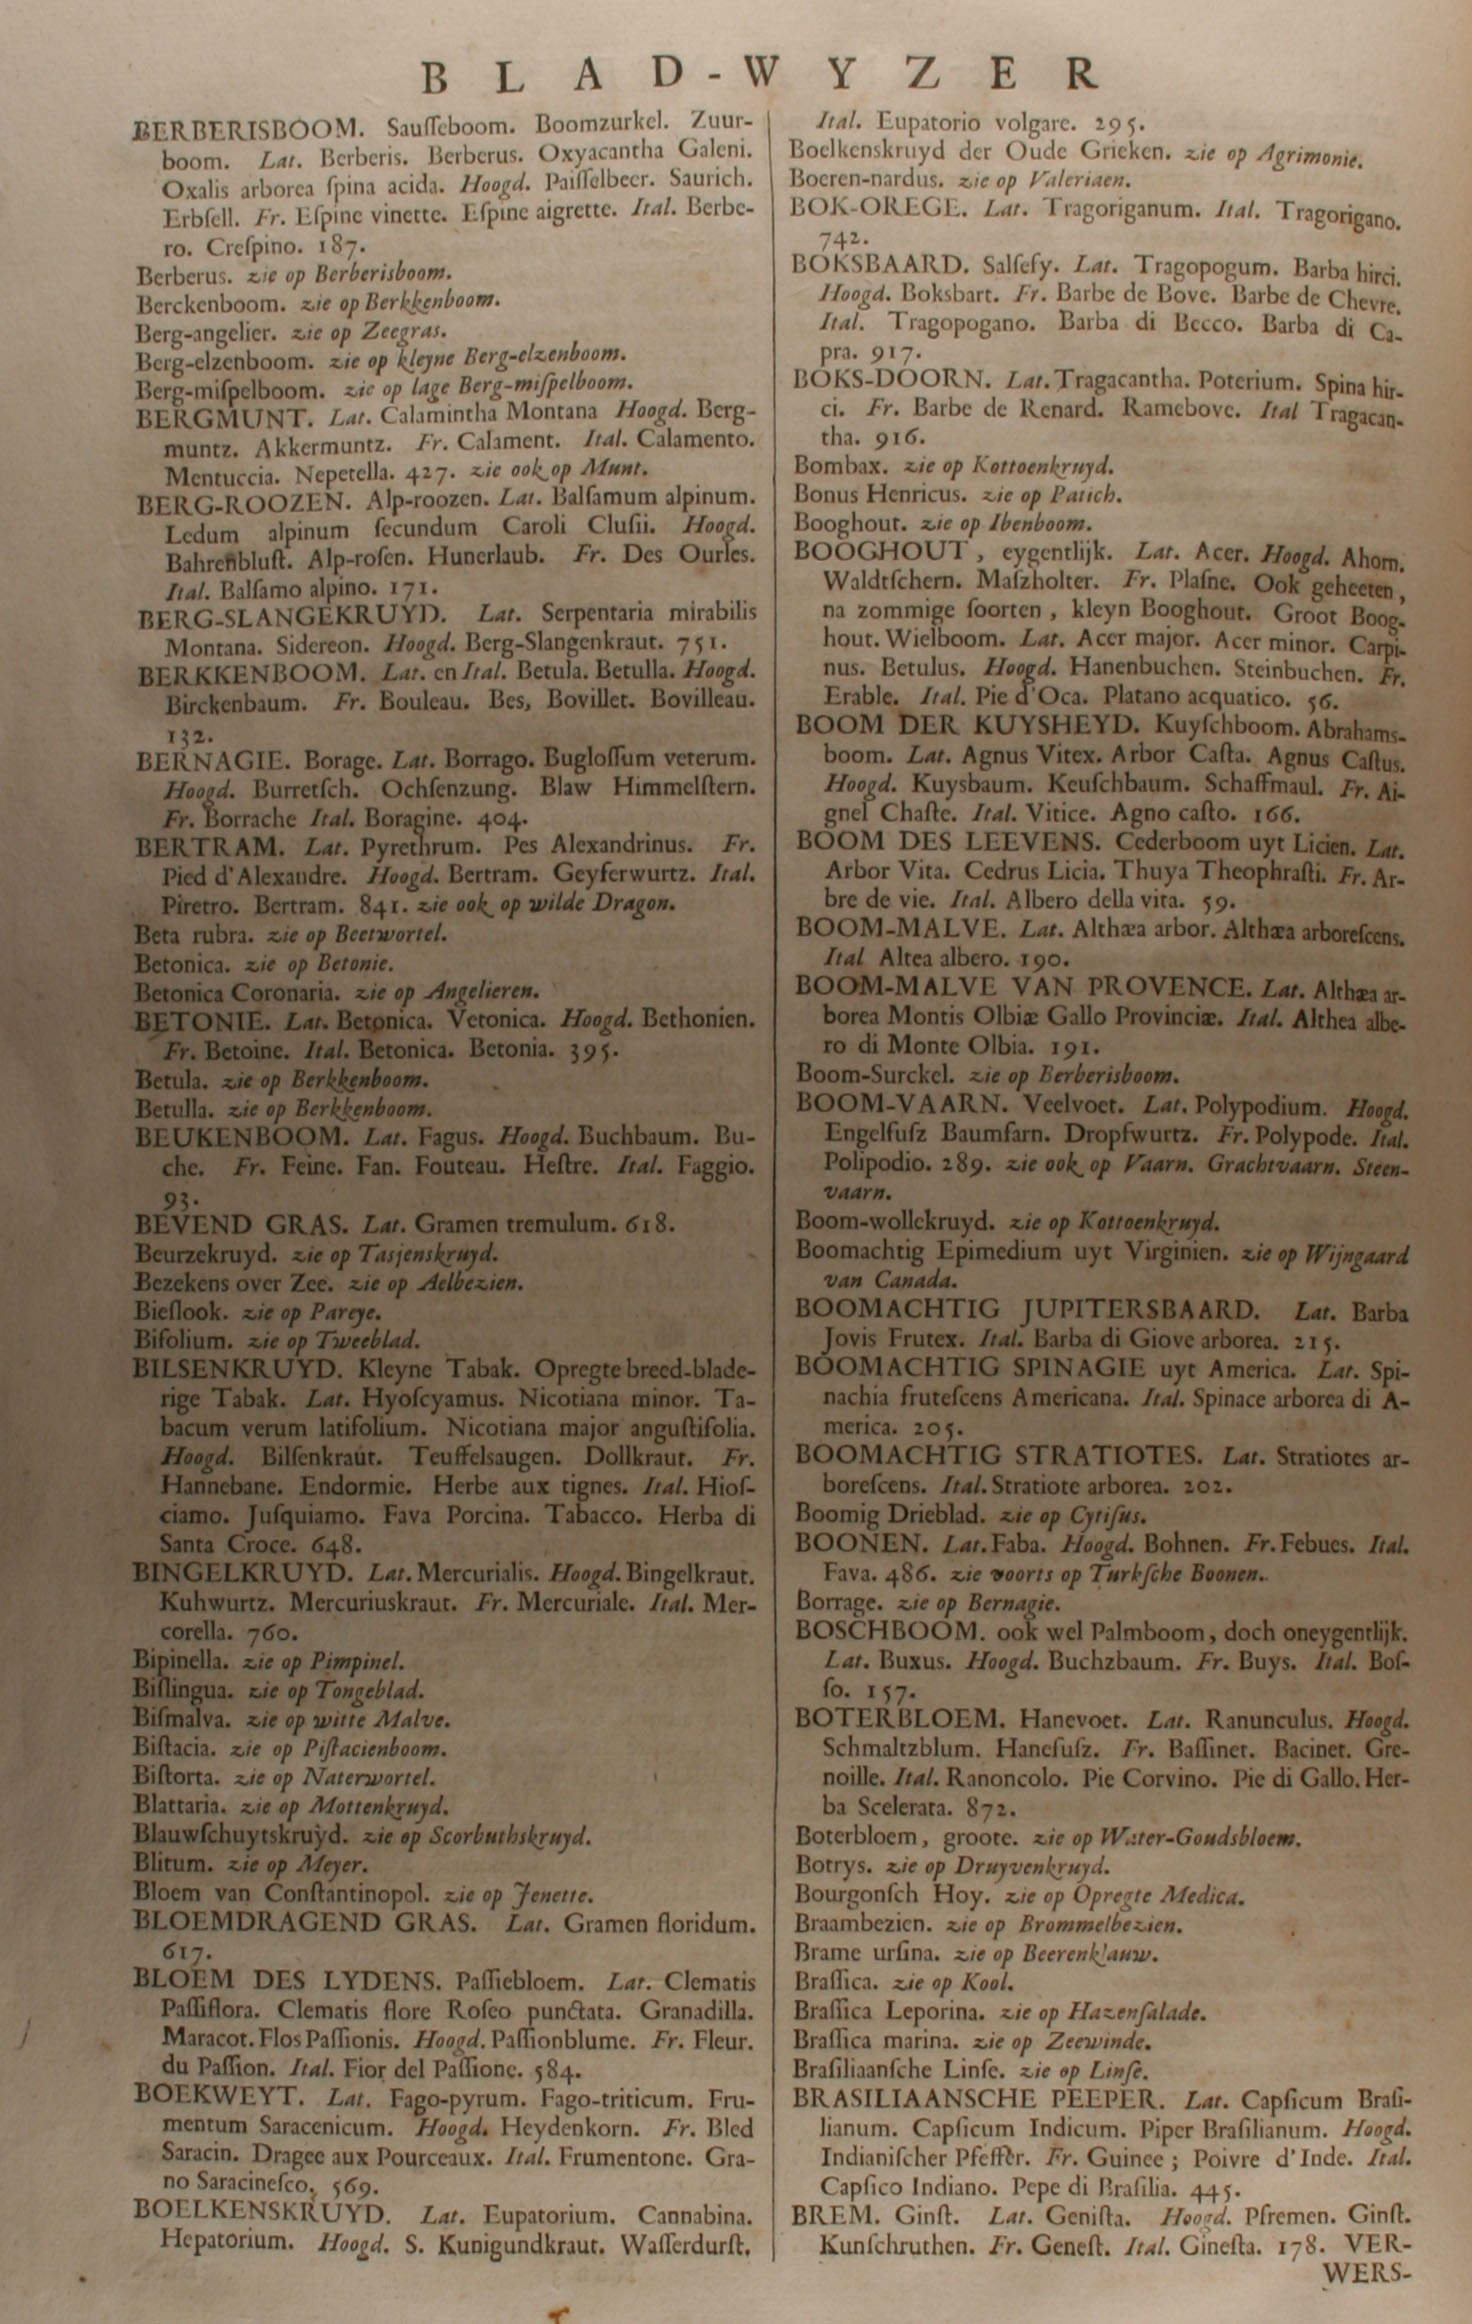 BLAD-WYZER
BERBERISBOOM. Sauſſeboom. Boomzurkel. Zuur-
boom. Lat. Berberis. Berberus. Oxyacantha Galeni.
Oxalis arborea ſpina acida. Hoogd. Paiſſelbeer. Saurich.
Erbſell. Fr. Eſpine vinette. Eſpine aigrette. Ital. Berbe-
ro. Creſpino. 187.
Berberus. zie op Berberisboom.
Berckenboom. zie op Berkkenboom.
Berg-angelier. zie op Zeegras.
Berg-elzenboom. zie op kleyne Berg-elzenboom.
Berg-miſpelboom. zie op lage Berg-miſpelboom.
BERGMUNT. Lat. Calamintha Montana Hoogd. Berg-
muntz. Akkermuntz. Fr. Calament. Ital. Calamento.
Mentuccia. Nepetella. 427. zie ook op Munt.
BERG-ROOZEN. Alp-roozen. Lat. Balſamum alpinum.
Ledum alpinum ſecundum Caroli Cluſii. Hoogd.
Bahrenbluſt. Alp-roſen. Hunerlaub. Fr. Des Ourles.
Ital. Balſamo alpino. 171.
BERG-SLANGEKRUYD. Lat. Serpentaria mirabilis
Montana. Sidereon. Hoogd. Berg-Slangenkraut. 751.
BERKKENBOOM. Lat. en Ital. Betula. Betulla. Hoogd.
Birckenbaum. Fr. Bouleau. Bes, Bovillet. Bovilleau.
132.
BERNAGIE. Borage. Lat. Borrago. Bugloſſum veterum.
Hoogd. Burretſch. Ochſenzung. Blaw Himmelſtern.
Fr. Borrache Ital. Boragine. 404.
BERTRAM. Lat. Pyrethrum. Pes Alexandrinus. Fr.
Pied d'Alexandre. Hoogd. Bertram. Geyferwurtz. Ital.
Piretro. Bertram. 841. zie ook op wilde Dragon.
Beta rubra. zie op Beetwortel.
Betonica. zie op Betonie.
Betonica Coronaria. zie op Angelieren.
BETONIE. Lat. Betonica. Vetonica. Hoogd. Bethonien.
Fr. Betoine. Ital. Betonica. Betonia. 395.
Betula. zie op Berkkenboom.
Betulla. zie op Berkkenboom.
BEUKENBOOM. Lat. Fagus. Hoogd. Buchbaum. Bu-
che. Fr. Feine. Fan. Fouteau. Heſtre. Ital. Faggio.
93.
BEVEND GRAS. Lat. Gramen tremulum. 618.
Beurzekruyd. zie op Tasjenskruyd.
Bezekens over Zee. zie op Aelbezien.
Bieſlook. zie op Pareye.
Bifolium. zie op Tweeblad.
BILSENKRUYD. Kleyne Tabak. Opregte breed-blade-
rige Tabak. Lat. Hyoſcyamus. Nicotiana minor. Ta-
bacum verum latifolium. Nicotiana major anguſtifolia.
Hoogd. Bilſenkraut. Teuffelsaugen. Dollkraut. Fr.
Hannebane. Endormie. Herbe aux tignes. Ital. Hioſ-
ciamo. Juſquiamo. Fava Porcina. Tabacco. Herba di
Santa Croce. 648.
BINGELKRUYD. Lat. Mercurialis. Hoogd. Bingelkraut.
Kuhwurtz. Mercuriuskraut. Fr. Mercuriale. Ital. Mer-
corella. 760.
Bipinella. zie op Pimpinel.
Biſlingua. zie op Tongeblad.
Biſmalva. zie op witte Malve.
Biſtacia. zie op Piſtacienboom.
Biſtorta. zie op Naterwortel.
Blattaria. zie op Mottenkruyd.
Blauwſchuytskruyd. zie op Scorbuthskruyd.
Blitum. zie op Meyer.
Bloem van Conſtantinopol. zie op Jenette.
BLOEMDRAGEND GRAS. Lat. Gramen floridum.
617.
BLOEM DES LYDENS. Paſſiebloem. Lat. Clematis
Paſſiflora. Clematis flore Roſeo punctata. Granadilla.
Maracot. Flos Paſſionis. Hoogd. Paſſionblume. Fr. Fleur.
du Paſſion. Ital. Fior del Paſſione. 584.
BOEKWEYT. Lat. Fago-pyrum. Fago-triticum. Fru-
mentum Saracenicum. Hoogd. Heydenkorn. Fr. Bled
Saracin. Dragee aux Pourceaux. Ital. Frumentone. Gra-
no Saracineſco. 569.
BOELKENSKRUYD. Lat. Eupatorium. Cannabina.
Hepatorium. Hoogd. S. Kunigundkraut. Waſſerdurſt.
Ital. Eupatorio volgare. 295.
Boelkenskruyd der Oude Grieken. zie op Agrimonie.
Boeren-nardus. zie op Valeriaen.
BOK-OREGE. Lat. Tragoriganum. Ital. Tragorigano.
742.
BOKSBAARD. Salſefy. Lat. Tragopogum. Barba hirci.
Hoogd. Boksbart. Fr. Barbe de Bove. Barbe de Chevre.
Ital. Tragopogano. Barba di Becco. Barba di Ca-
pra. 917.
BOKS-DOORN. Lat. Tragacantha. Poterium. Spina hir-
ci. Fr. Barbe de Renard. Ramebove. Ital Tragacan-
tha. 916.
Bombax. zie op Kottoenkruyd.
Bonus Henricus. zie op Patich.
Booghout. zie op Ibenboom.
BOOGHOUT, eygentlijk. Lat. Acer. Hoogd. Ahorn.
Waldtſchern. Maſzholter. Fr. Plaſne. Ook geheeten,
na zommige ſoorten, kleyn Booghout. Groot Boog-
hout. Wielboom. Lat. Acer major. Acer minor. Carpi-
nus. Betulus. Hoogd. Hanenbuchen. Steinbuchen. Fr.
Erable. Ital. Pie d'Oca. Platano acquatico. 56.
BOOM DER KUYSHEYD. Kuyſchboom. Abrahams-
boom. Lat. Agnus Vitex. Arbor Caſta. Agnus Caſtus.
Hoogd. Kuysbaum. Keuſchbaum. Schaffmaul. Fr. Ai-
gnel Chaſte. Ital. Vitice. Agno caſto. 166.
BOOM DES LEEVENS. Cederboom uyt Licien. Lat.
Arbor Vita. Cedrus Licia. Thuya Theophraſti. Fr. Ar-
bre de vie. Ital. Albero della vita. 59.
BOOM-MALVE. Lat. Althæa arbor. Althæa arboreſcens.
Ital Altea albero. 190.
BOOM-MALVE VAN PROVENCE. Lat. Althæa ar-
borea Montis Olbiæ Gallo Provinciæ. Ital. Althea albe-
ro di Monte Olbia. 191.
Boom-Surckel. zie op Berberisboom.
BOOM-VAARN. Veelvoet. Lat. Polypodium. Hoogd.
Engelſuſz Baumfarn. Dropfwurtz. Fr. Polypode. Ital.
Polipodio. 289. zie ook op Vaarn. Grachtvaarn. Steen-
vaarn.
Boom-wollekruyd. zie op Kottoenkruyd.
Boomachtig Epimedium uyt Virginien. zie op Wijngaard
van Canada.
BOOMACHTIG JUPITERSBAARD. Lat. Barba
Jovis Frutex. Ital. Barba di Giove arborea. 215.
BOOMACHTIG SPINAGIE uyt America. Lat. Spi-
nachia fruteſcens Americana. Ital. Spinace arborea di A-
merica. 205.
BOOMACHTIG STRATIOTES. Lat. Stratiotes ar-
boreſcens. Ital. Stratiote arborea. 202.
Boomig Drieblad. zie op Cytiſus.
BOONEN. Lat. Faba. Hoogd. Bohnen. Fr. Febues. Ital.
Fava. 486. zie voorts op Turkſche Boonen.
Borrage. zie op Bernagie.
BOSCHBOOM. ook wel Palmboom, doch oneygentlijk.
Lat. Buxus. Hoogd. Buchzbaum. Fr. Buys. Ital. Boſ-
ſo. 157.
BOTERBLOEM. Hanevoet. Lat. Ranunculus. Hoogd.
Schmaltzblum. Haneſuſz. Fr. Baſſinet. Bacinet. Gre-
noille. Ital. Ranoncolo. Pie Corvino. Pie di Gallo. Her-
ba Scelerata. 872.
Boterbloem, groote. zie op Water-Goudsbloem.
Botrys. zie op Druyvenkruyd.
Bourgonſch Hoy. zie op Opregte Medica.
Braambezien. zie op Brommelbezien.
Brame urſina. zie op Beerenklauw.
Braſſica. zie op Kool.
Braſſica Leporina. zie op Hazenſalade.
Braſſica marina. zie op Zeewinde.
Braſiliaanſche Linſe. zie op Linſe.
BRASILIAANSCHE PEEPER. Lat. Capſicum Braſi-
lianum. Capſicum Indicum. Piper Braſilianum. Hoogd.
Indianiſcher Pfeffer. Fr. Guinee; Poivre d'Inde. Ital.
Capſico Indiano. Pepe di Braſilia. 445.
BREM. Ginſt. Lat. Geniſta. Hoogd. Pfremen. Ginſt.
Kunſchruthen. Fr. Geneſt. Ital. Gineſta. 178. VER-
WERS-